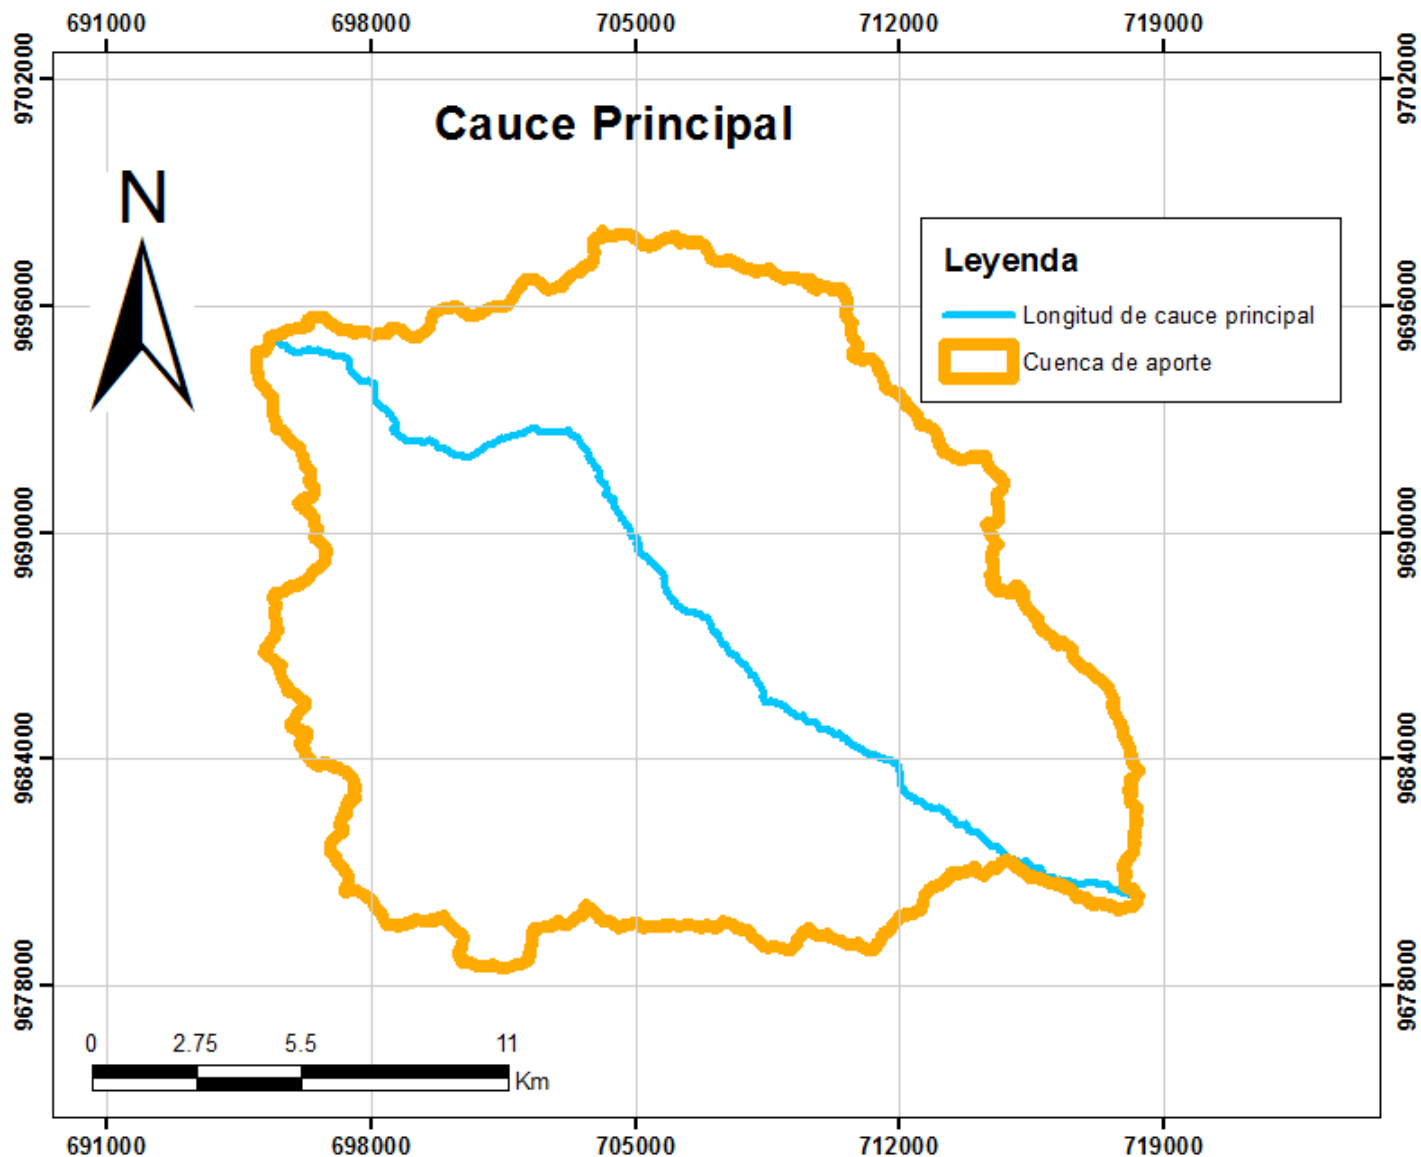 691000 698000 705000 712000 719000
9702000 9702000
Cauce Principal
N
Leyenda
Longitud de cauce principal
Cuenca de aporte
9696000 9696000
9690000 9690000
9684000 9684000
9678000 9678000
0 2.75 5.5 11
Km
691000 698000 705000 712000 719000